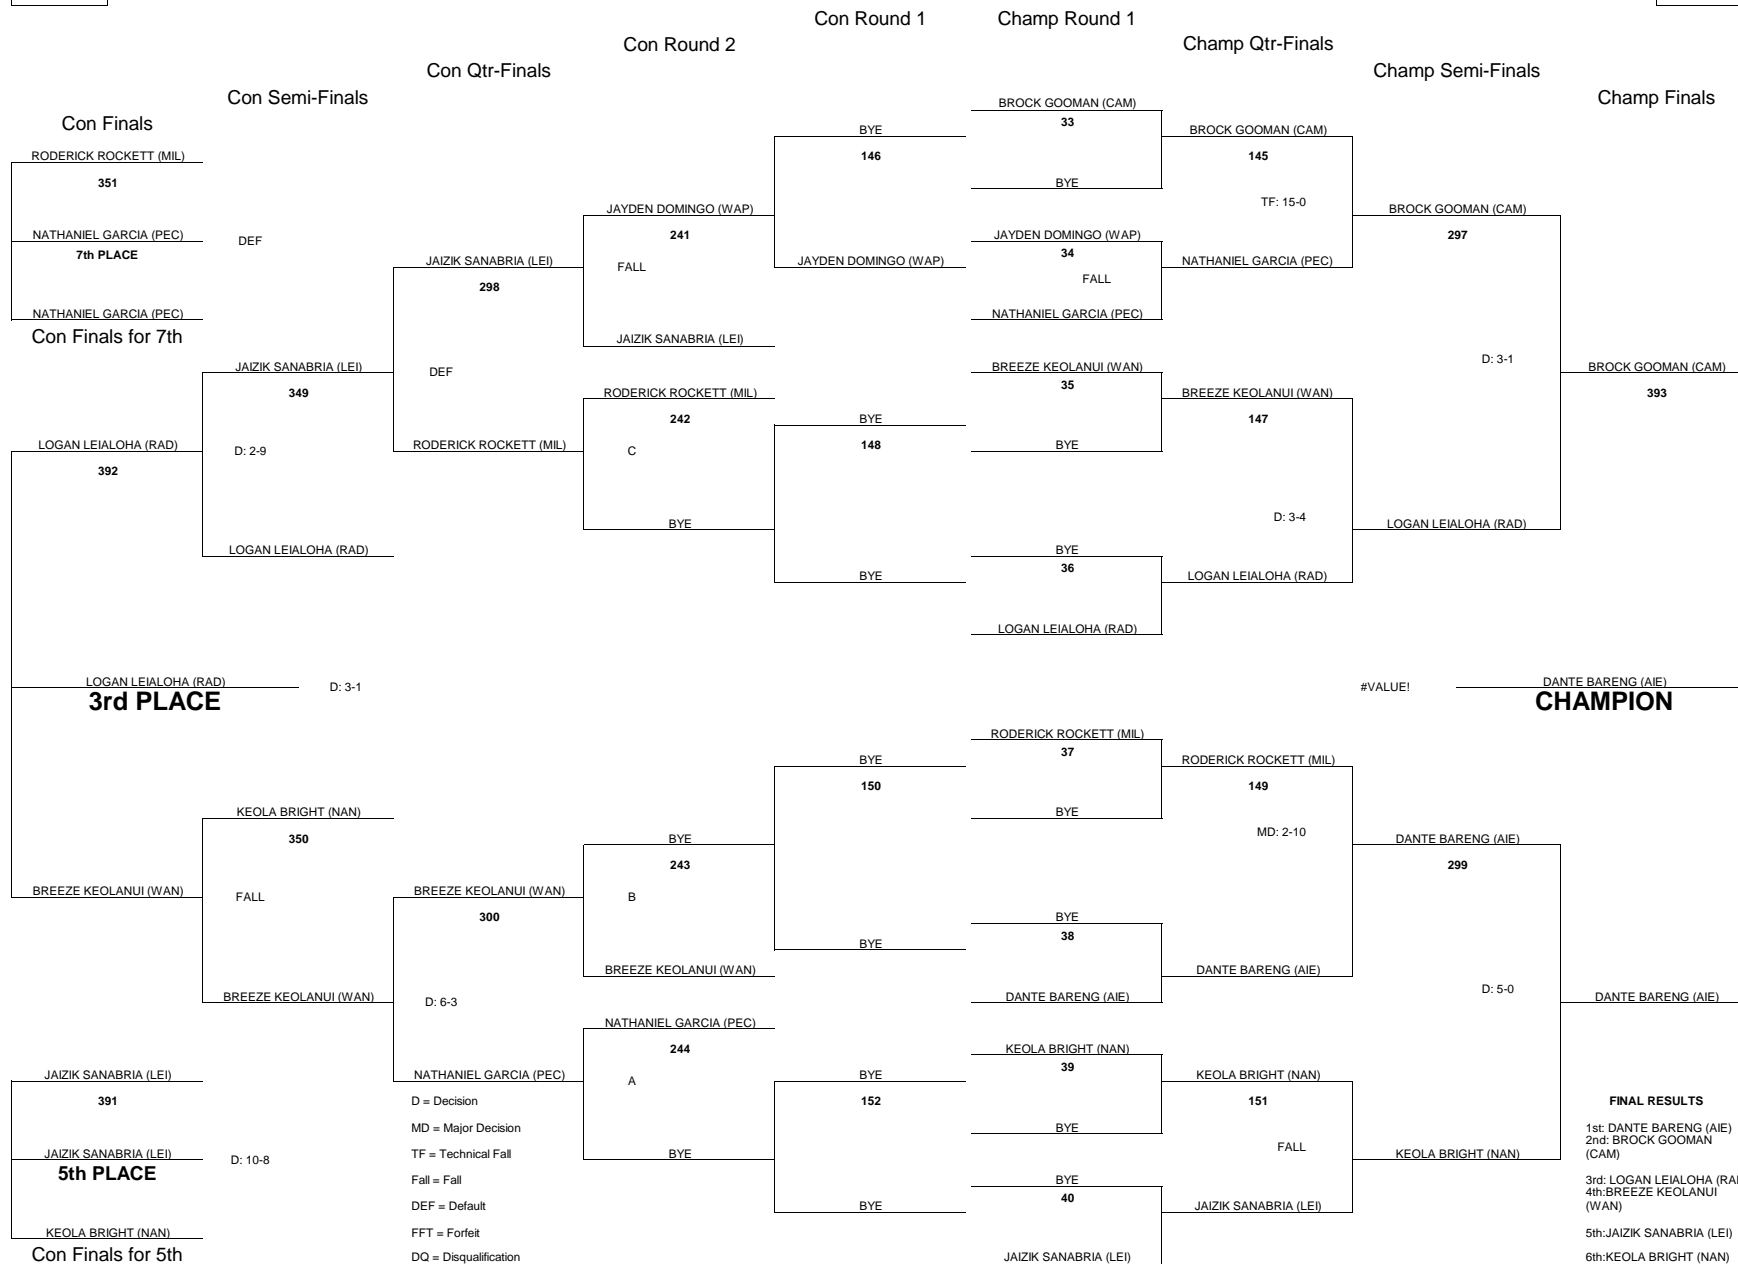 Con Round 1
Champ Round 1
Con Round 2
Champ Qtr-Finals
Con Qtr-Finals
Champ Semi-Finals
Con Semi-Finals
Champ Finals
Con Finals
RODERICK ROCKETT (MIL)
351
NATHANIEL GARCIA (PEC)
7th PLACE
DEF
NATHANIEL GARCIA (PEC)
Con Finals for 7th
JAIZIK SANABRIA (LEI)
349
LOGAN LEIALOHA (RAD)
392
D: 2-9
LOGAN LEIALOHA (RAD)
LOGAN LEIALOHA (RAD)
3rd PLACE
D: 3-1
KEOLA BRIGHT (NAN)
350
BREEZE KEOLANUI (WAN)
FALL
BREEZE KEOLANUI (WAN)
JAIZIK SANABRIA (LEI)
391
JAIZIK SANABRIA (LEI)
5th PLACE
D: 10-8
KEOLA BRIGHT (NAN)
Con Finals for 5th
JAIZIK SANABRIA (LEI)
298
DEF
RODERICK ROCKETT (MIL)
BREEZE KEOLANUI (WAN)
300
D: 6-3
NATHANIEL GARCIA (PEC)
D = Decision
MD = Major Decision
TF = Technical Fall
Fall = Fall
DEF = Default
FFT = Forfeit
DQ = Disqualification
JAYDEN DOMINGO (WAP)
241
FALL
JAIZIK SANABRIA (LEI)
RODERICK ROCKETT (MIL)
242
C
BYE
BYE
243
B
BREEZE KEOLANUI (WAN)
NATHANIEL GARCIA (PEC)
244
A
BYE
BYE
146
JAYDEN DOMINGO (WAP)
BYE
148
BYE
BYE
150
BYE
BYE
152
BYE
BROCK GOOMAN (CAM)
33
BYE
JAYDEN DOMINGO (WAP)
34
FALL
NATHANIEL GARCIA (PEC)
BREEZE KEOLANUI (WAN)
35
BYE
BYE
36
LOGAN LEIALOHA (RAD)
RODERICK ROCKETT (MIL)
37
BYE
BYE
38
DANTE BARENG (AIE)
KEOLA BRIGHT (NAN)
39
BYE
BYE
40
JAIZIK SANABRIA (LEI)
BROCK GOOMAN (CAM)
145
TF: 15-0
NATHANIEL GARCIA (PEC)
BREEZE KEOLANUI (WAN)
147
D: 3-4
LOGAN LEIALOHA (RAD)
RODERICK ROCKETT (MIL)
149
MD: 2-10
DANTE BARENG (AIE)
KEOLA BRIGHT (NAN)
151
FALL
JAIZIK SANABRIA (LEI)
BROCK GOOMAN (CAM)
297
D: 3-1
LOGAN LEIALOHA (RAD)
#VALUE!
DANTE BARENG (AIE)
299
D: 5-0
KEOLA BRIGHT (NAN)
BROCK GOOMAN (CAM)
393
DANTE BARENG (AIE)
CHAMPION
DANTE BARENG (AIE)
FINAL RESULTS
1st: DANTE BARENG (AIE)
2nd: BROCK GOOMAN
(CAM)
3rd: LOGAN LEIALOHA (RA
4th:BREEZE KEOLANUI
(WAN)
5th:JAIZIK SANABRIA (LEI)
6th:KEOLA BRIGHT (NAN)